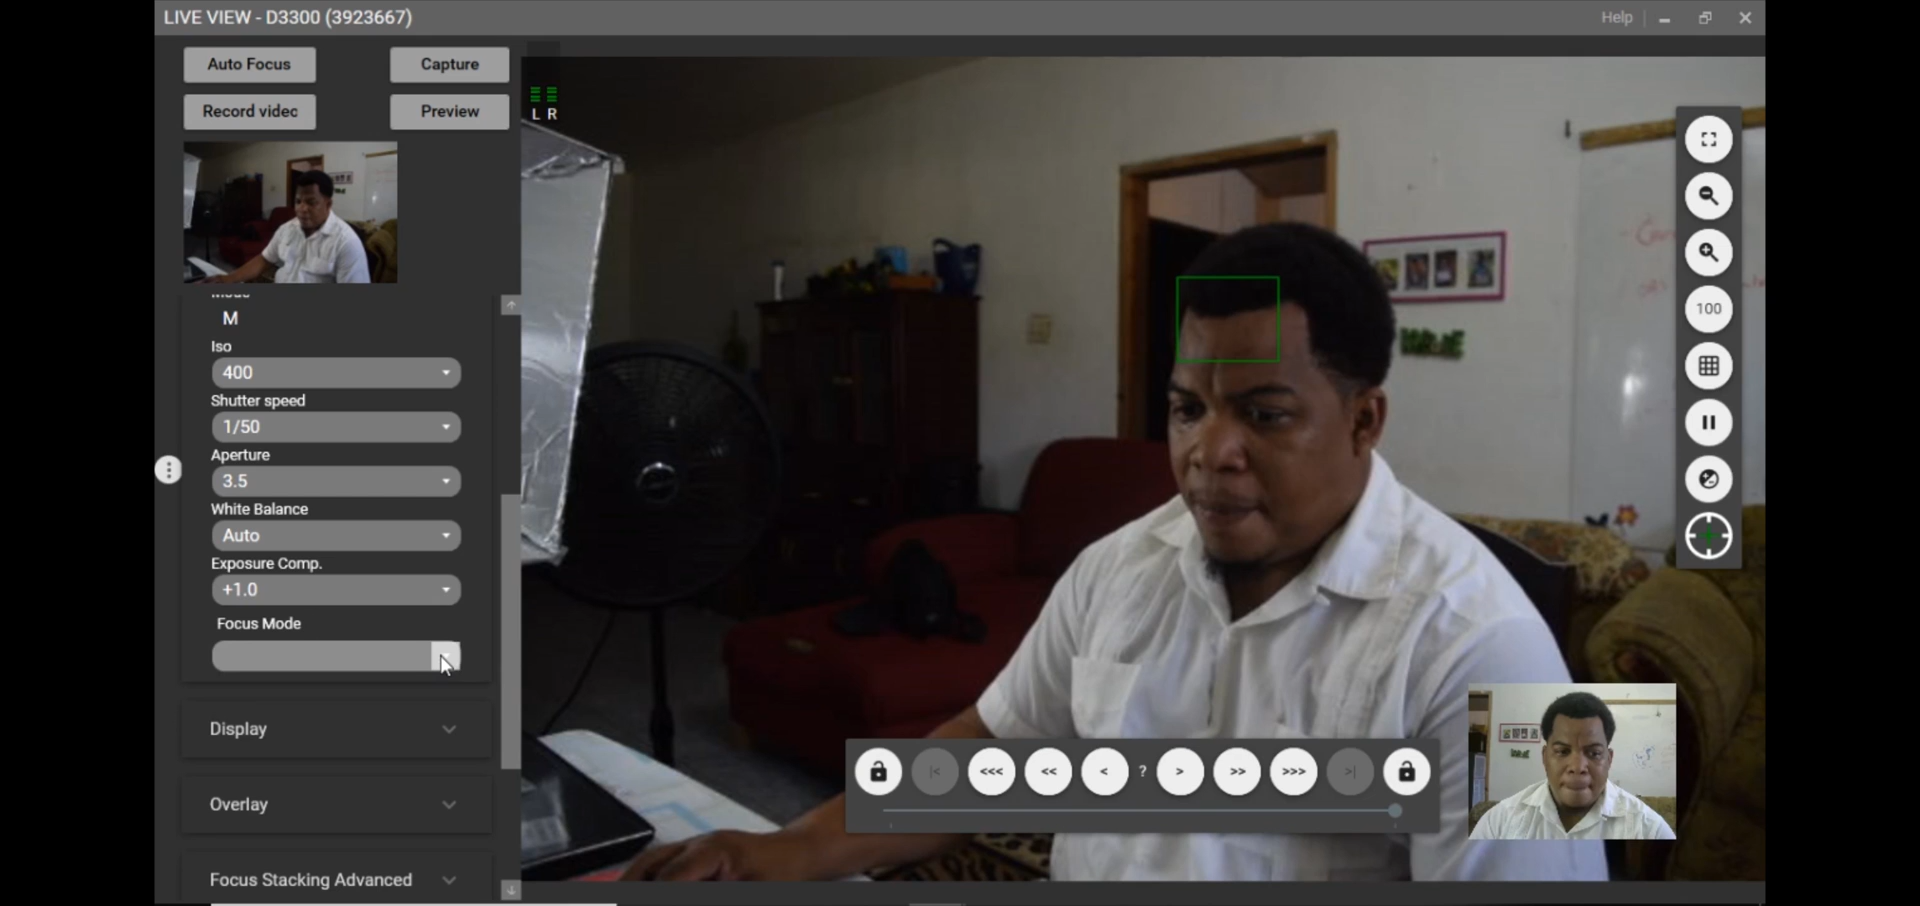 LIVE VIEW - D3300 (3923667)
Help
Auto Focus
Capture
Record video
Preview
L R
Mode
M
Iso
400
Shutter speed
1/50
Aperture
3.5
White Balance
Auto
Exposure Comp.
+1.0
Focus Mode
Display
Overlay
Focus Stacking Advanced
100
|< <<< << < ? > >> >>> >|